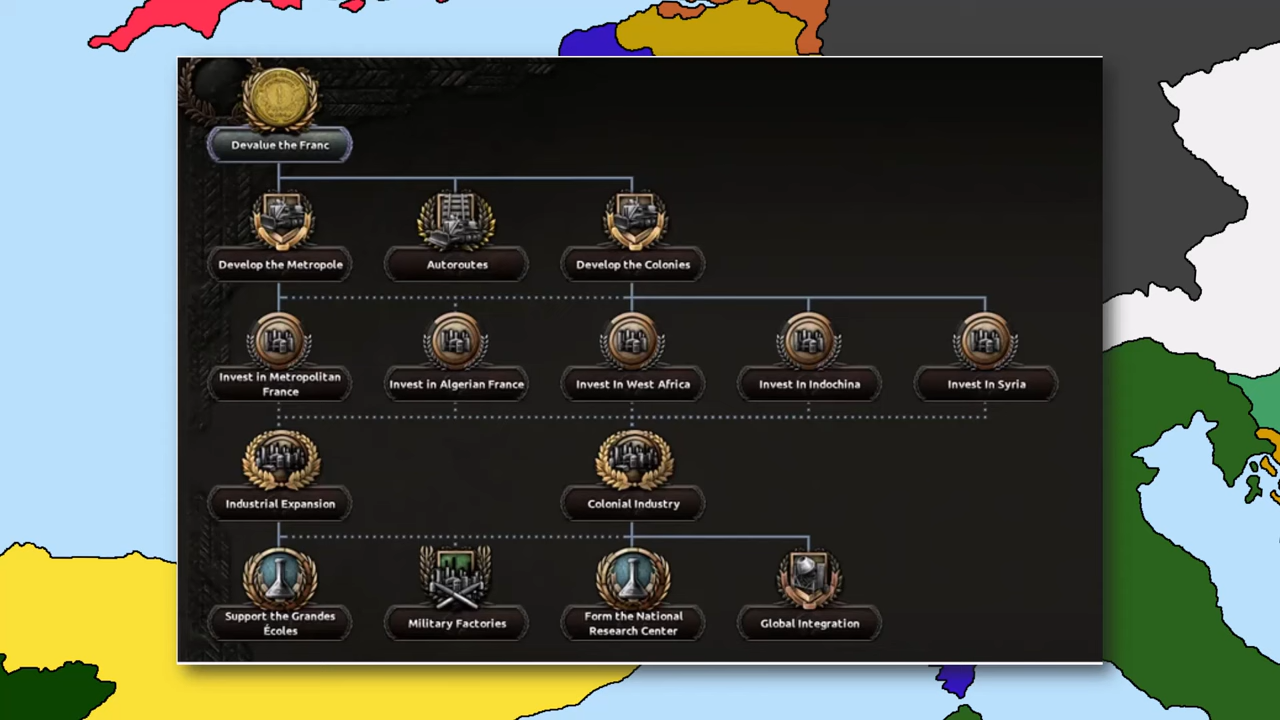 Devalue the Franc
Develop the Metropole
Autoroutes
Develop the Colonies
Invest in Metropolitan
France
Invest in Algerian France
Invest In West Africa
Invest In Indochina
Invest In Syria
Industrial Expansion
Colonial Industry
Support the Grandes
Écoles
Military Factories
Form the National
Research Center
Global Integration